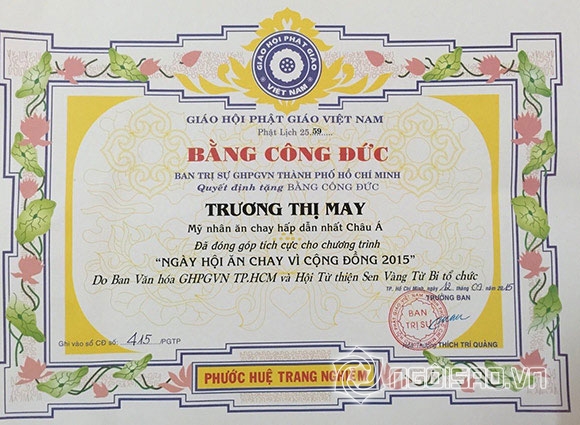 GIÁO HỘI PHẬT GIÁO
VIỆT NAM
GIÁO HỘI PHẬT GIÁO VIỆT NAM
Phật Lịch 25.59.....
BẰNG CÔNG ĐỨC
BAN TRỊ SỰ GHPGVN THÀNH PHỐ HỒ CHÍ MINH
Quyết định tặng BẰNG CÔNG ĐỨC
TRƯƠNG THỊ MAY
Mỹ nhân ăn chay hấp dẫn nhất Châu Á
Đã đóng góp tích cực cho chương trình
“NGÀY HỘI ĂN CHAY VÌ CỘNG ĐỒNG 2015”
Do Ban Văn hóa GHPGVN TP.HCM và Hội Từ thiện Sen Vàng Từ Bi tổ chức
TP. Hồ Chí Minh, ngày 12 tháng 09 năm 2015
TRƯỞNG BAN
BAN
TRỊ SỰ
THÍCH TRÍ QUẢNG
Ghi vào sổ CĐ số: 415 /PGTP
PHƯỚC HUỆ TRANG NGHIÊM
NGOISAO.VN